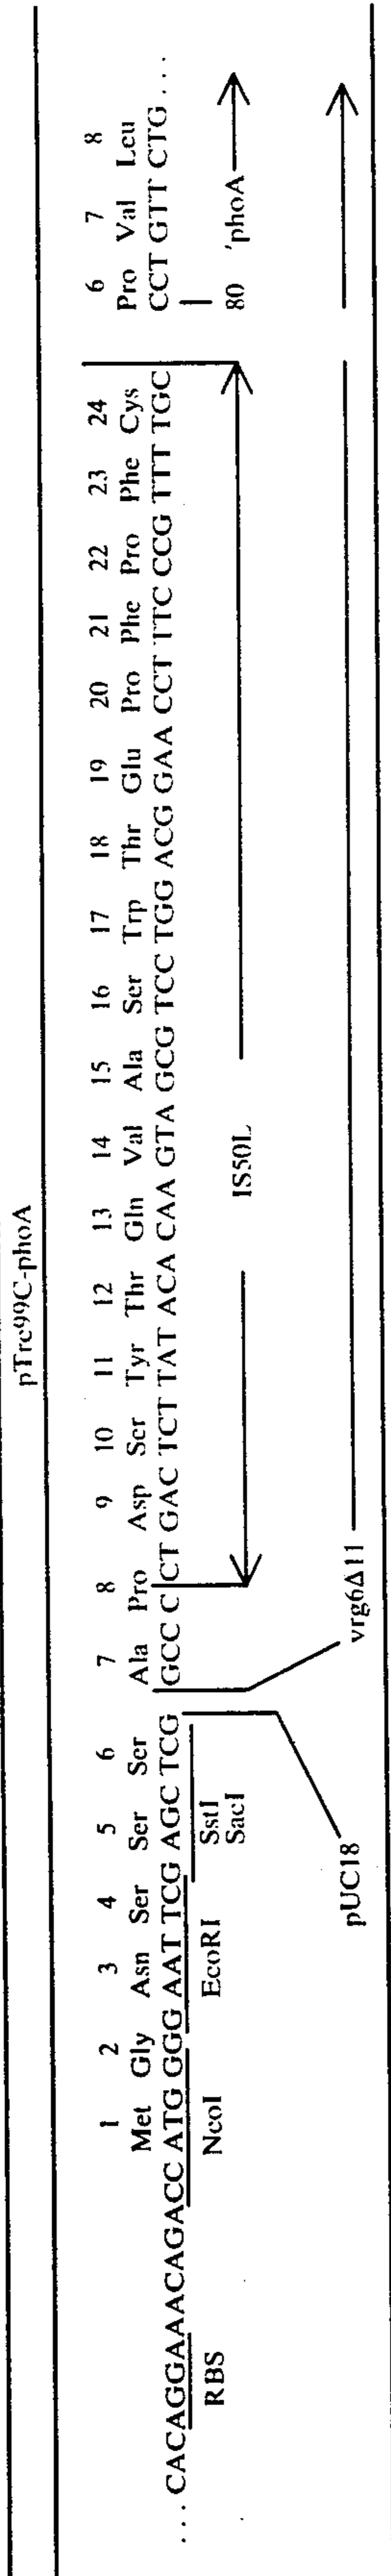 pTrc99C-phoA
1 2 3 4 5 6 7 8 9 10 11 12 13 14 15 16 17 18 19 20 21 22 23 24 6 7 8
Met Gly Asn Ser Ser Ser Ala Pro Asp Ser Tyr Thr Gln Val Ala Ser Trp Thr Glu Pro Phe Pro Phe Cys Pro Val Leu
... CACAGGAAACAGACC ATG GGG AAT TCG AGC TCG GCC C CT GAC TCT TAT ACA CAA GTA GCG TCC TGG ACG GAA CCT TTC CCG TTT TGC CCT GTT CTG ...
RBS NcoI EcoRI SstI IS50L 80 'phoA
SacI
pUC18 vrg6Δ11